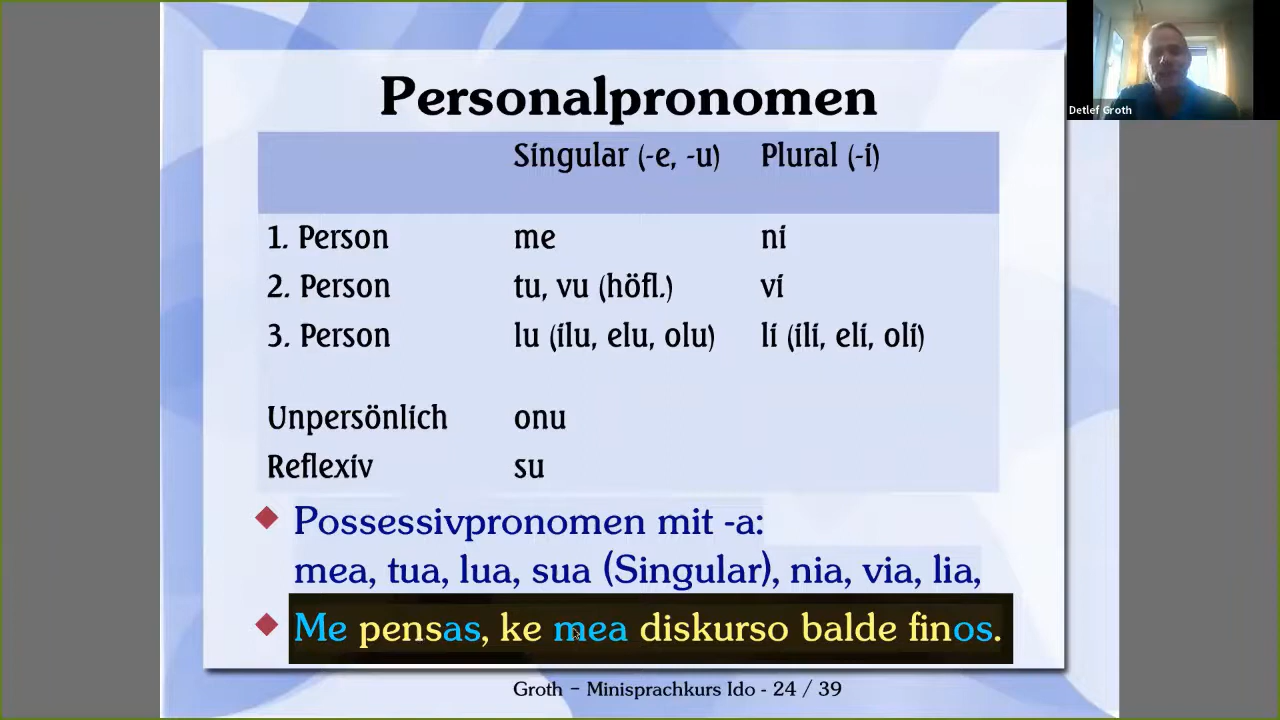 Personalpronomen
Singular (-e, -u) Plural (-i)
1. Person me ni
2. Person tu, vu (höfl.) vi
3. Person lu (ilu, elu, olu) li (ili, eli, oli)
Unpersönlich onu
Reflexiv su
Possessivpronomen mit -a:
mea, tua, lua, sua (Singular), nia, via, lia,
Me pensas, ke mea diskurso balde finos.
Groth – Minisprachkurs Ido - 24 / 39
Detlef Groth